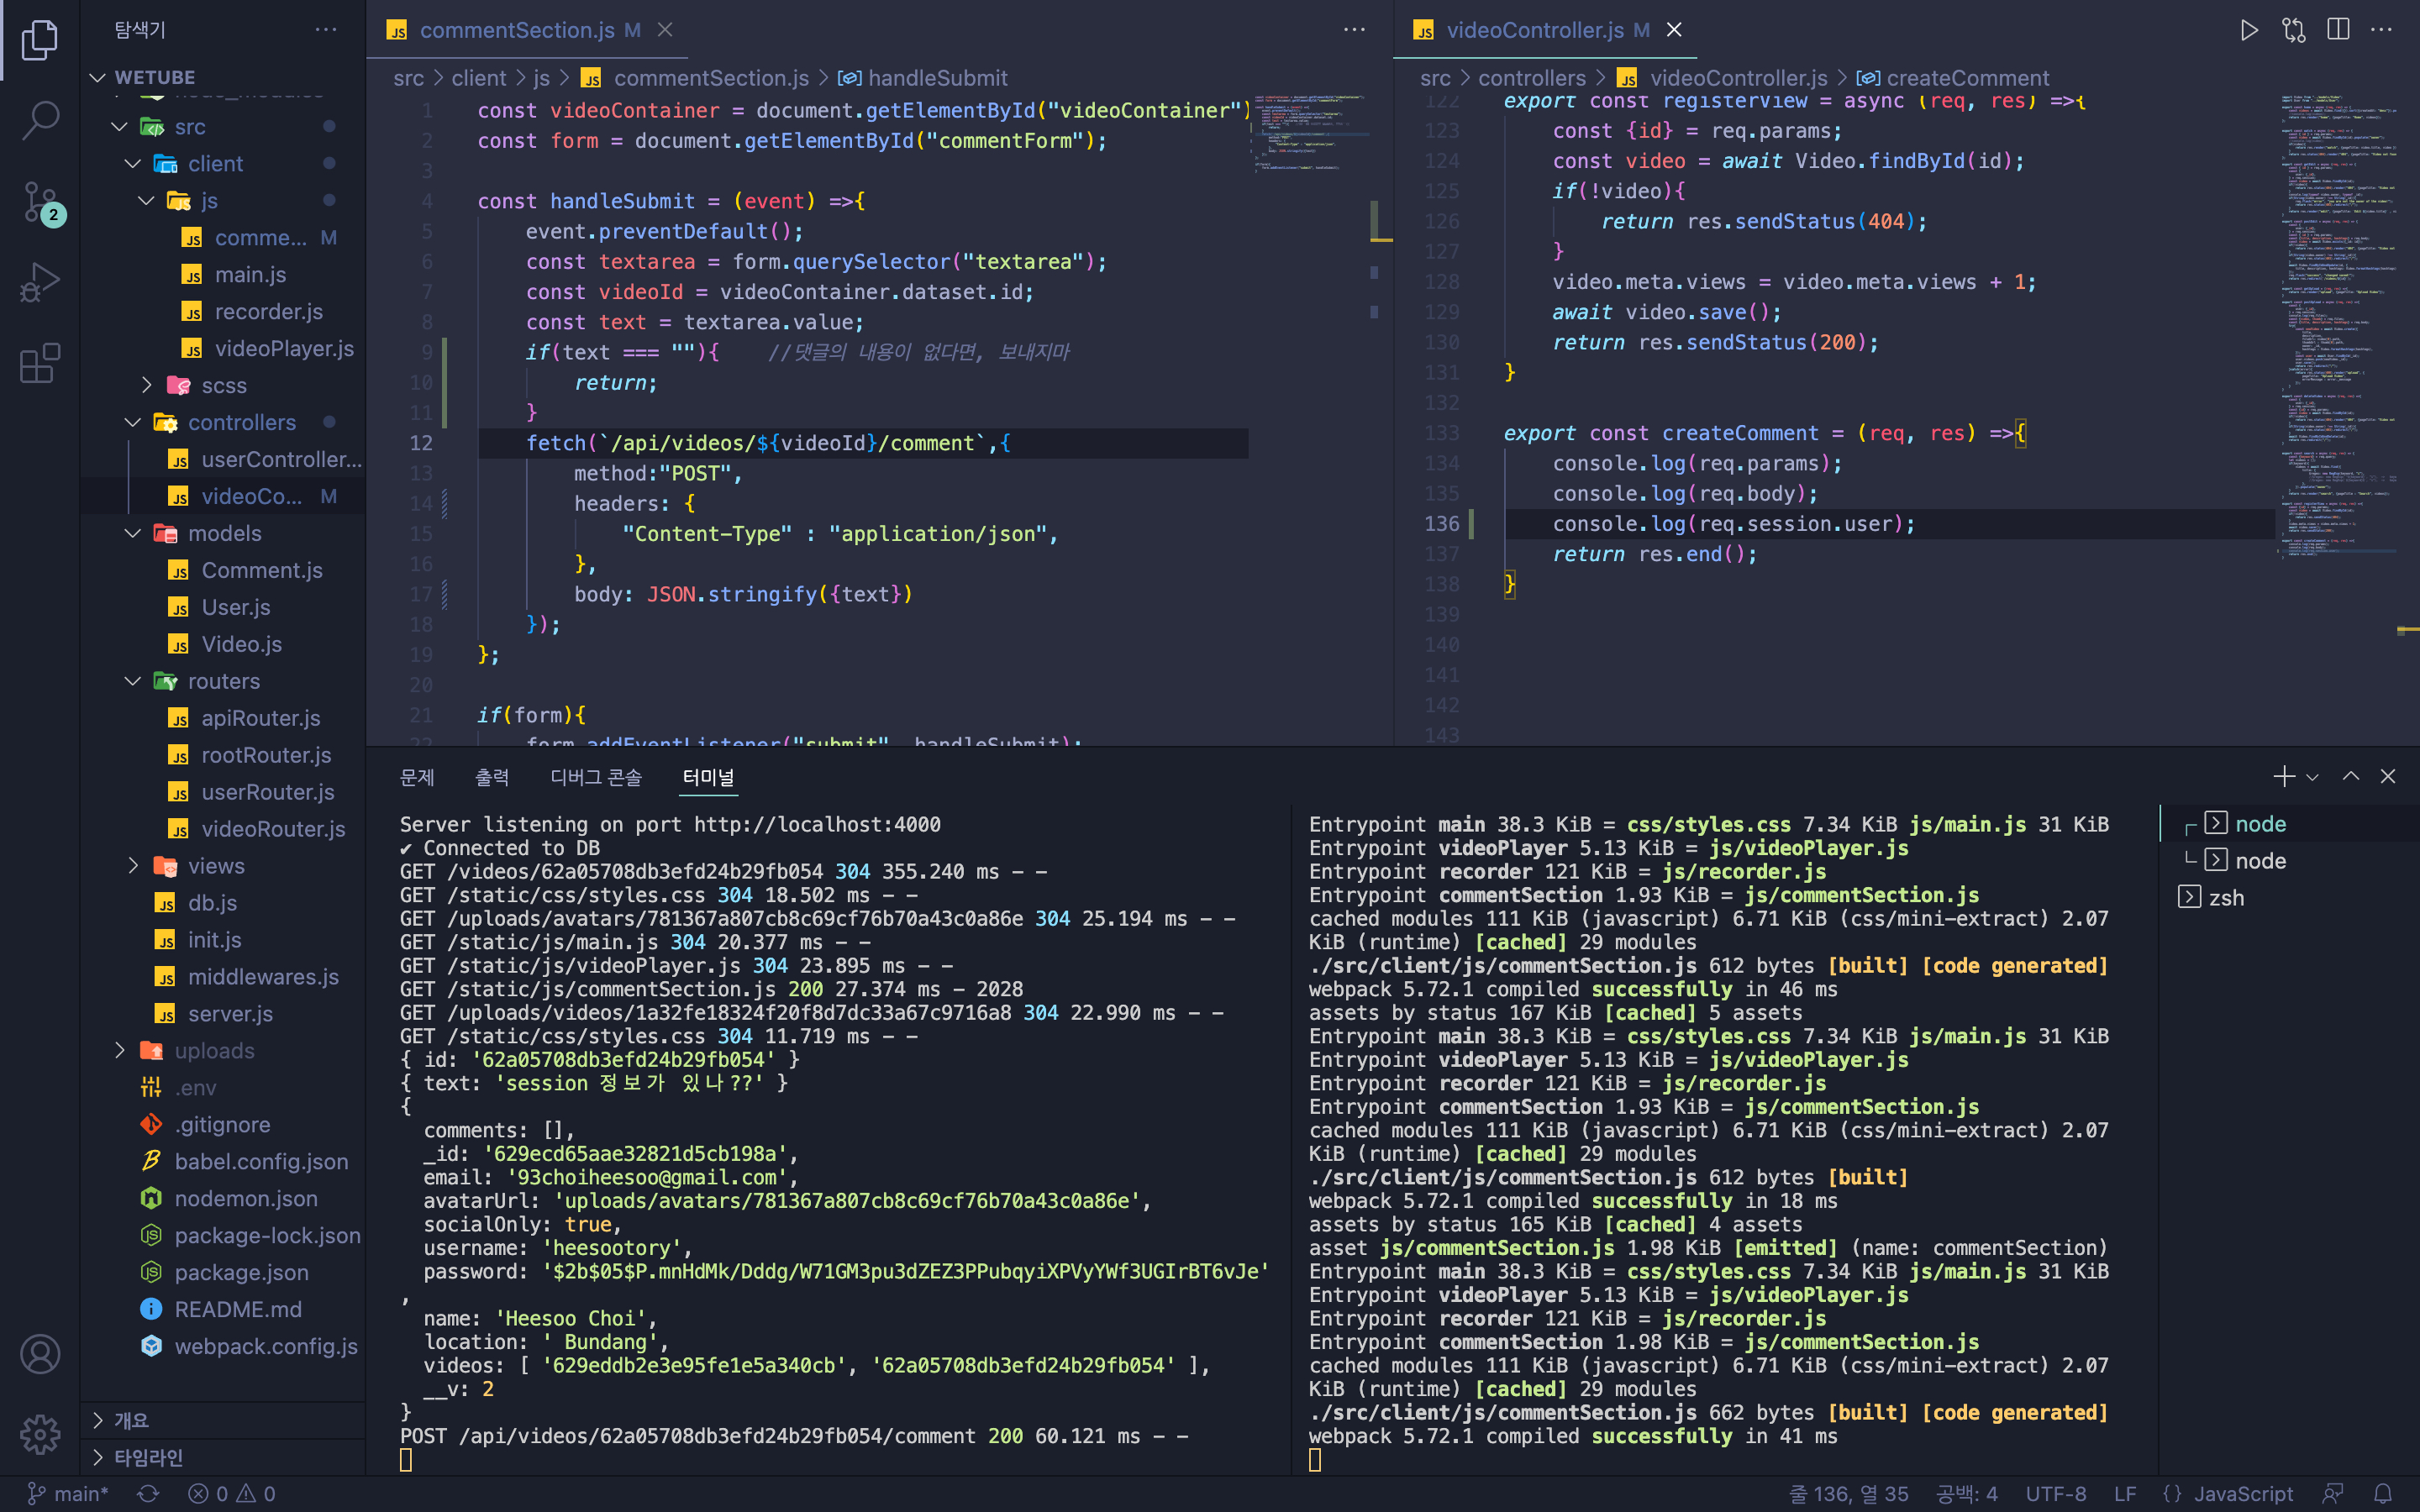 탐색기
WETUBE
src
client
js
comme... M
main.js
recorder.js
videoPlayer.js
scss
controllers
userController...
videoCo... M
models
Comment.js
User.js
Video.js
routers
apiRouter.js
rootRouter.js
userRouter.js
videoRouter.js
views
db.js
init.js
middlewares.js
server.js
uploads
.env
.gitignore
babel.config.json
nodemon.json
package-lock.json
package.json
README.md
webpack.config.js
개요
타임라인
2
commentSection.js M
src > client > js > commentSection.js > handleSubmit
1 const videoContainer = document.getElementById("videoContainer")
2 const form = document.getElementById("commentForm");
3
4 const handleSubmit = (event) =>{
5 event.preventDefault();
6 const textarea = form.querySelector("textarea");
7 const videoId = videoContainer.dataset.id;
8 const text = textarea.value;
9 if(text === ""){ //댓글의 내용이 없다면, 보내지마
10 return;
11 }
12 fetch(`/api/videos/${videoId}/comment`,{
13 method:"POST",
14 headers: {
15 "Content-Type" : "application/json",
16 },
17 body: JSON.stringify({text})
18 });
19 };
20
21 if(form){
22 form.addEventListener("submit", handleSubmit);
videoController.js M
src > controllers > videoController.js > createComment
122 export const registerView = async (req, res) =>{
123 const {id} = req.params;
124 const video = await Video.findById(id);
125 if(!video){
126 return res.sendStatus(404);
127 }
128 video.meta.views = video.meta.views + 1;
129 await video.save();
130 return res.sendStatus(200);
131 }
132
133 export const createComment = (req, res) =>{
134 console.log(req.params);
135 console.log(req.body);
136 console.log(req.session.user);
137 return res.end();
138 }
139
140
141
142
143
문제 출력 디버그 콘솔 터미널
Server listening on port http://localhost:4000
✔ Connected to DB
GET /videos/62a05708db3efd24b29fb054 304 355.240 ms - -
GET /static/css/styles.css 304 18.502 ms - -
GET /uploads/avatars/781367a807cb8c69cf76b70a43c0a86e 304 25.194 ms - -
GET /static/js/main.js 304 20.377 ms - -
GET /static/js/videoPlayer.js 304 23.895 ms - -
GET /static/js/commentSection.js 200 27.374 ms - 2028
GET /uploads/videos/1a32fe18324f20f8d7dc33a67c9716a8 304 22.990 ms - -
GET /static/css/styles.css 304 11.719 ms - -
{ id: '62a05708db3efd24b29fb054' }
{ text: 'session 정보가 있나??' }
{
comments: [],
_id: '629ecd65aae32821d5cb198a',
email: '93choiheesoo@gmail.com',
avatarUrl: 'uploads/avatars/781367a807cb8c69cf76b70a43c0a86e',
socialOnly: true,
username: 'heesootory',
password: '$2b$05$P.mnHdMk/Dddg/W71GM3pu3dZEZ3PPubqyiXPVyYWf3UGIrBT6vJe'
,
name: 'Heesoo Choi',
location: ' Bundang',
videos: [ '629eddb2e3e95fe1e5a340cb', '62a05708db3efd24b29fb054' ],
__v: 2
}
POST /api/videos/62a05708db3efd24b29fb054/comment 200 60.121 ms - -
Entrypoint main 38.3 KiB = css/styles.css 7.34 KiB js/main.js 31 KiB
Entrypoint videoPlayer 5.13 KiB = js/videoPlayer.js
Entrypoint recorder 121 KiB = js/recorder.js
Entrypoint commentSection 1.93 KiB = js/commentSection.js
cached modules 111 KiB (javascript) 6.71 KiB (css/mini-extract) 2.07
KiB (runtime) [cached] 29 modules
./src/client/js/commentSection.js 612 bytes [built] [code generated]
webpack 5.72.1 compiled successfully in 46 ms
assets by status 167 KiB [cached] 5 assets
Entrypoint main 38.3 KiB = css/styles.css 7.34 KiB js/main.js 31 KiB
Entrypoint videoPlayer 5.13 KiB = js/videoPlayer.js
Entrypoint recorder 121 KiB = js/recorder.js
Entrypoint commentSection 1.93 KiB = js/commentSection.js
cached modules 111 KiB (javascript) 6.71 KiB (css/mini-extract) 2.07
KiB (runtime) [cached] 29 modules
./src/client/js/commentSection.js 612 bytes [built]
webpack 5.72.1 compiled successfully in 18 ms
assets by status 165 KiB [cached] 4 assets
asset js/commentSection.js 1.98 KiB [emitted] (name: commentSection)
Entrypoint main 38.3 KiB = css/styles.css 7.34 KiB js/main.js 31 KiB
Entrypoint videoPlayer 5.13 KiB = js/videoPlayer.js
Entrypoint recorder 121 KiB = js/recorder.js
Entrypoint commentSection 1.98 KiB = js/commentSection.js
cached modules 111 KiB (javascript) 6.71 KiB (css/mini-extract) 2.07
KiB (runtime) [cached] 29 modules
./src/client/js/commentSection.js 662 bytes [built] [code generated]
webpack 5.72.1 compiled successfully in 41 ms
node
node
zsh
main* 0 0
줄 136, 열 35 공백: 4 UTF-8 LF {} JavaScript